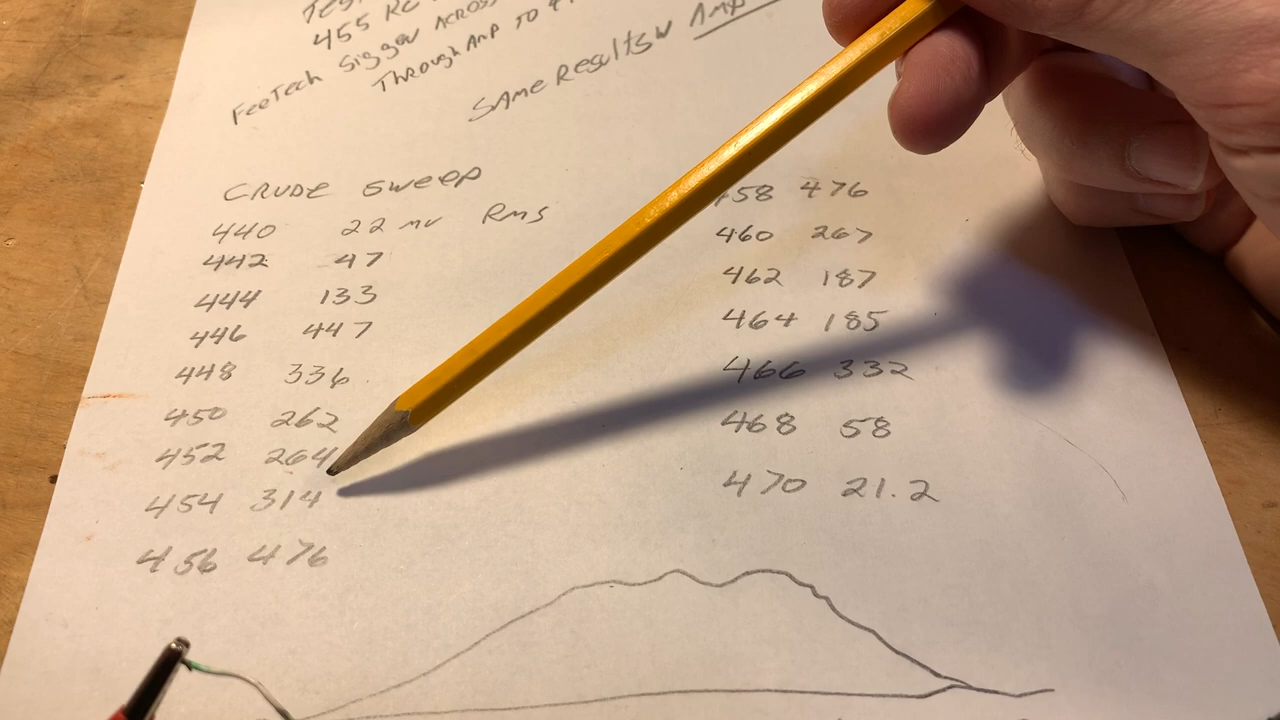 455 KC
FeeTech Siggen ACROSS
Through Amp TO
SAME Results W Amp
CRUDE SWEEP
440 22 mv Rms
442 47
444 133
446 447
448 336
450 262
452 264
454 314
456 476
458 476
460 267
462 187
464 185
466 332
468 58
470 21.2